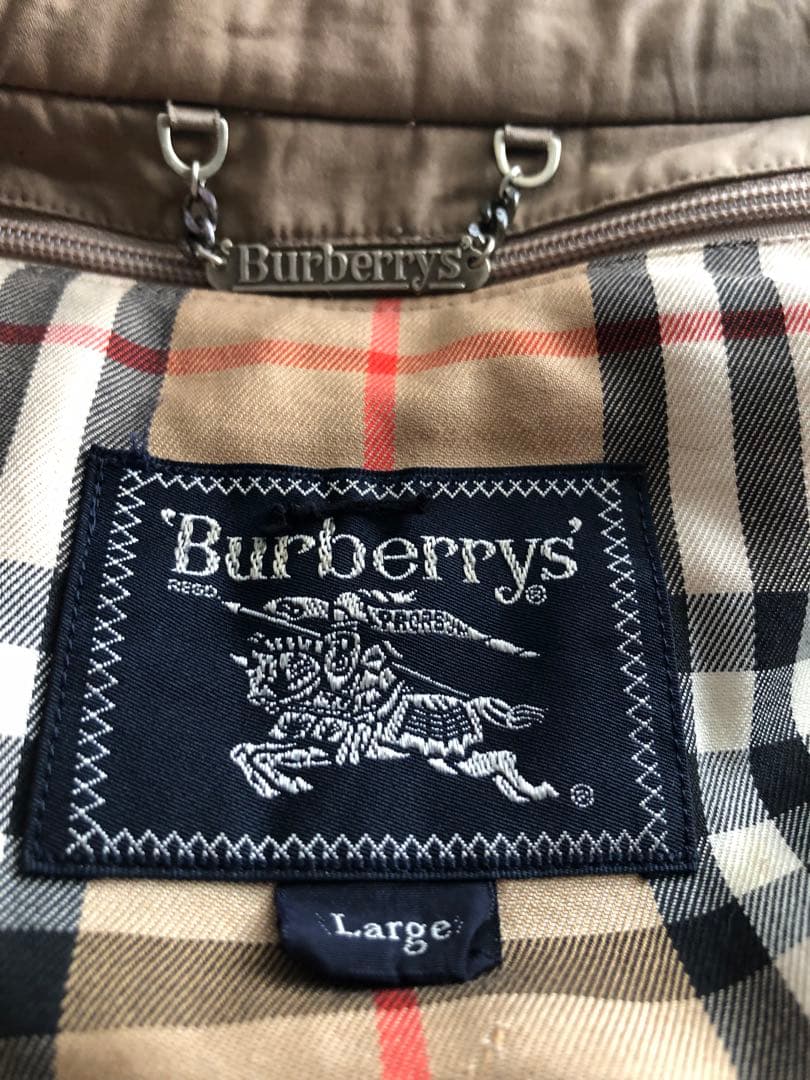 'Burberrys'
'Burberrys'®
REGD.
PRORSUM
®
Large